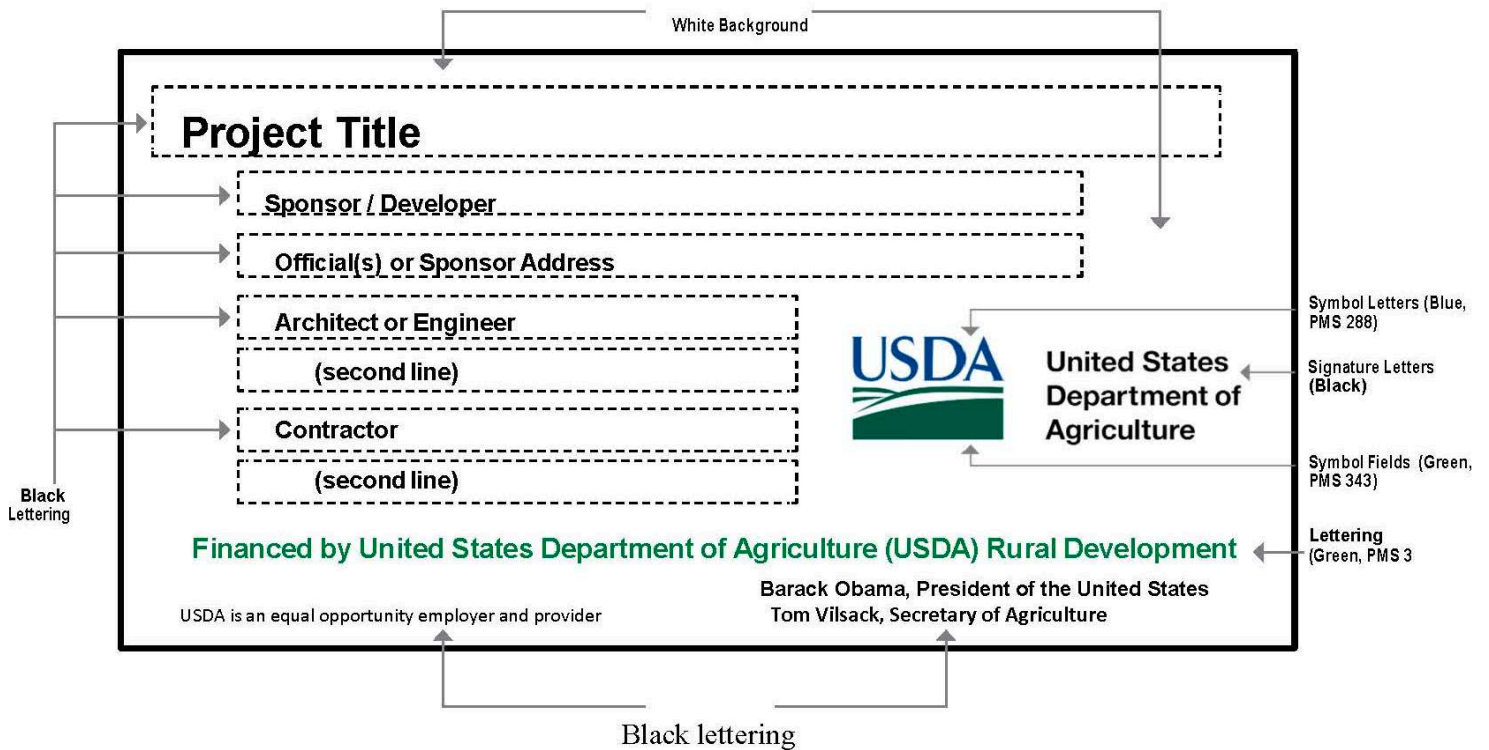 White Background
Project Title
Sponsor / Developer
Official(s) or Sponsor Address
Architect or Engineer
(second line)
Contractor
(second line)
USDA
United States
Department of
Agriculture
Symbol Letters (Blue,
PMS 288)
Signature Letters
(Black)
Symbol Fields (Green,
PMS 343)
Black
Lettering
Financed by United States Department of Agriculture (USDA) Rural Development
Lettering
(Green, PMS 3
Barack Obama, President of the United States
USDA is an equal opportunity employer and provider
Tom Vilsack, Secretary of Agriculture
Black lettering